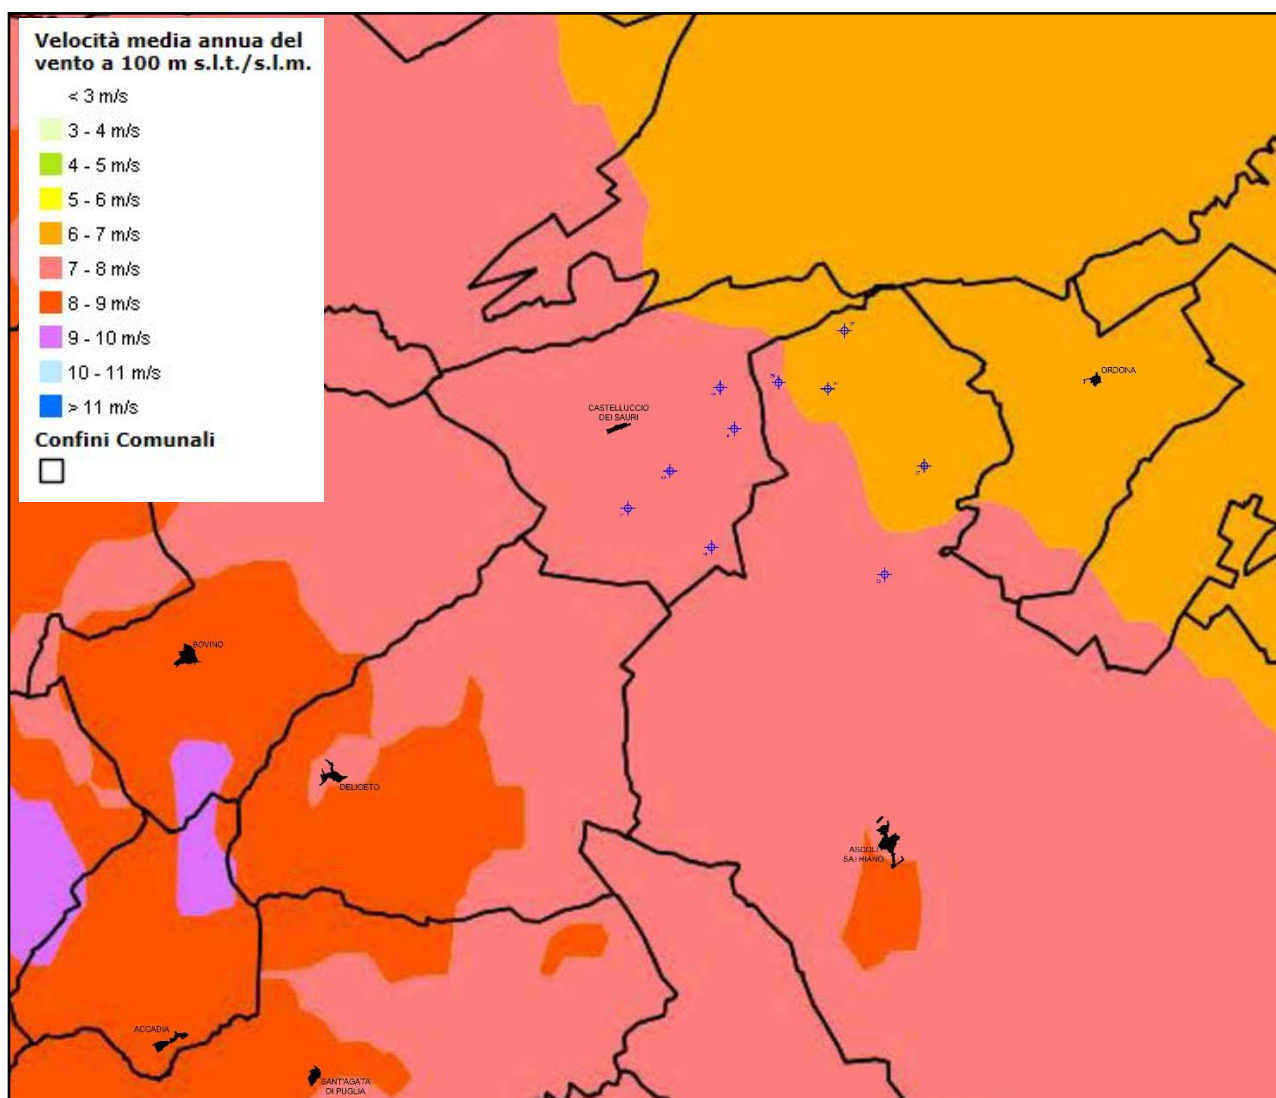 Velocità media annua del
vento a 100 m s.l.t./s.l.m.
< 3 m/s
3 - 4 m/s
4 - 5 m/s
5 - 6 m/s
6 - 7 m/s
7 - 8 m/s
8 - 9 m/s
9 - 10 m/s
10 - 11 m/s
> 11 m/s
Confini Comunali
ORDONA
CASTELLUCCIO
DEI SAURI
BOVINO
DELICETO
ASCOLI
SATRIANO
ACCADIA
SANT'AGATA
DI PUGLIA